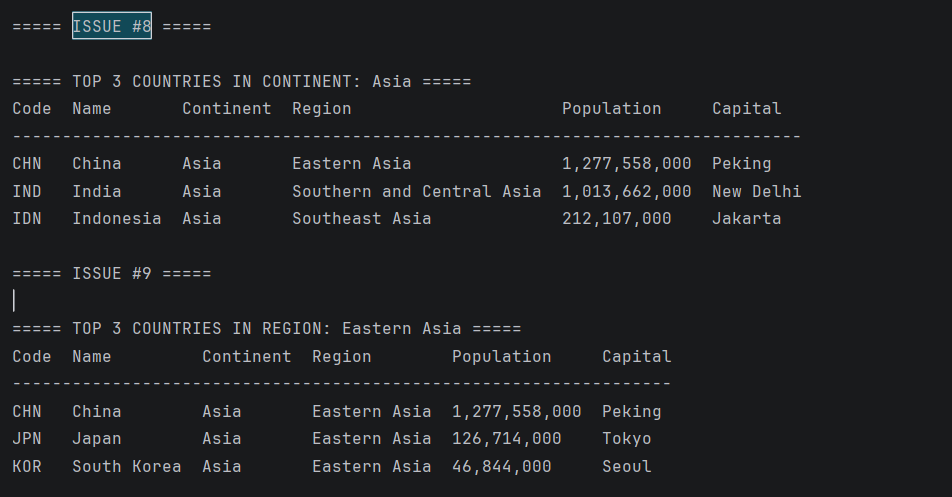 ===== ISSUE #8 =====
===== TOP 3 COUNTRIES IN CONTINENT: Asia =====
Code  Name       Continent  Region                     Population     Capital
-------------------------------------------------------------------------------
CHN   China      Asia       Eastern Asia               1,277,558,000  Peking
IND   India      Asia       Southern and Central Asia  1,013,662,000  New Delhi
IDN   Indonesia  Asia       Southeast Asia             212,107,000    Jakarta
===== ISSUE #9 =====
===== TOP 3 COUNTRIES IN REGION: Eastern Asia =====
Code  Name         Continent  Region        Population     Capital
------------------------------------------------------------------
CHN   China        Asia       Eastern Asia  1,277,558,000  Peking
JPN   Japan        Asia       Eastern Asia  126,714,000    Tokyo
KOR   South Korea  Asia       Eastern Asia  46,844,000     Seoul